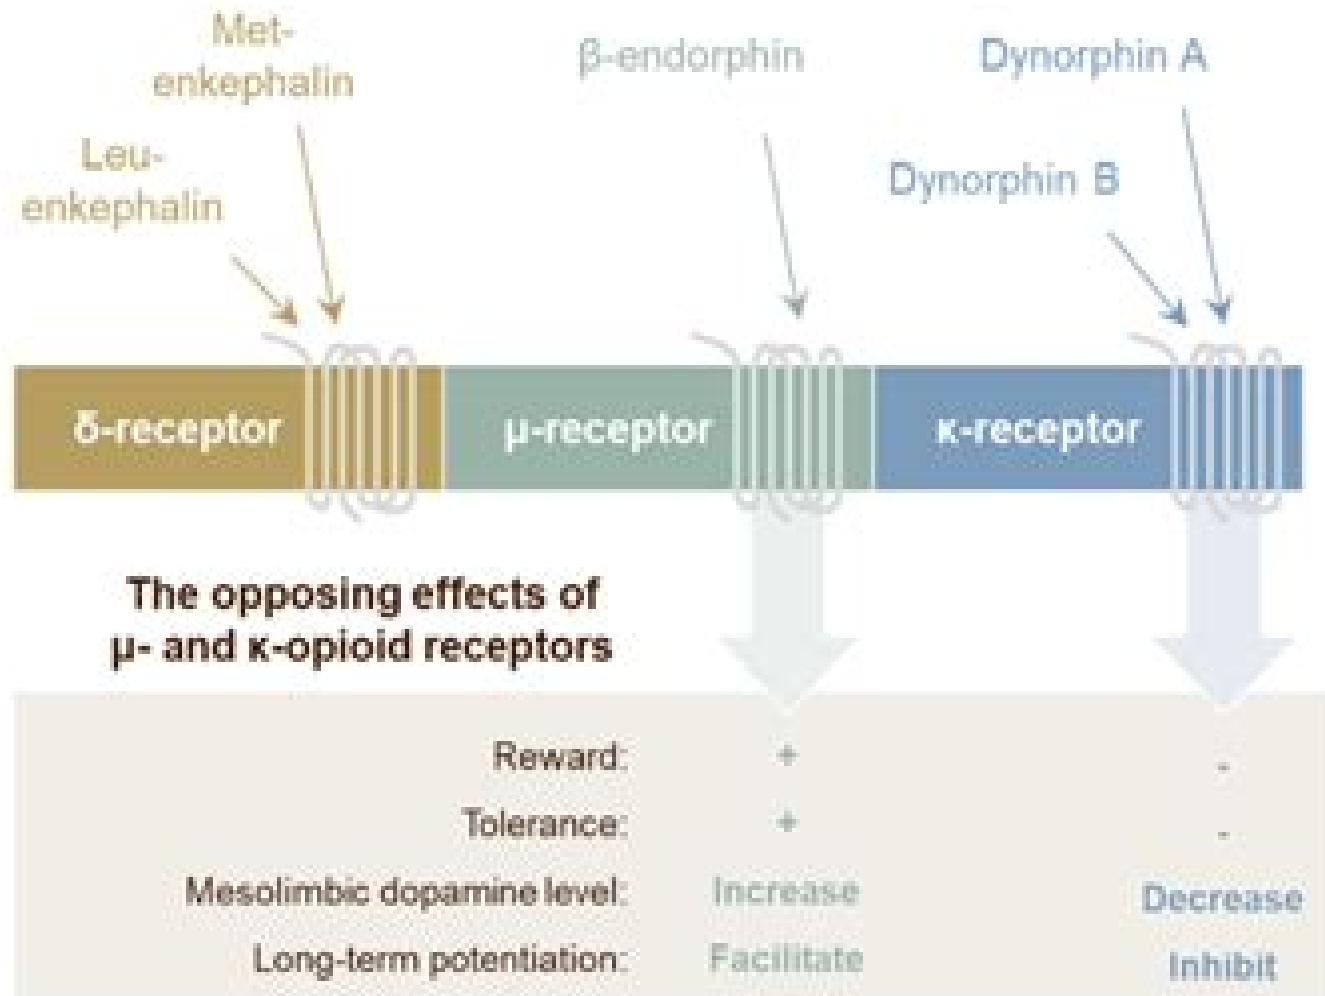 Met-
enkephalin
Leu-
enkephalin
β-endorphin
Dynorphin A
Dynorphin B
δ-receptor
μ-receptor
κ-receptor
The opposing effects of
μ- and κ-opioid receptors
Reward: + -
Tolerance: + -
Mesolimbic dopamine level: Increase Decrease
Long-term potentiation: Facilitate Inhibit